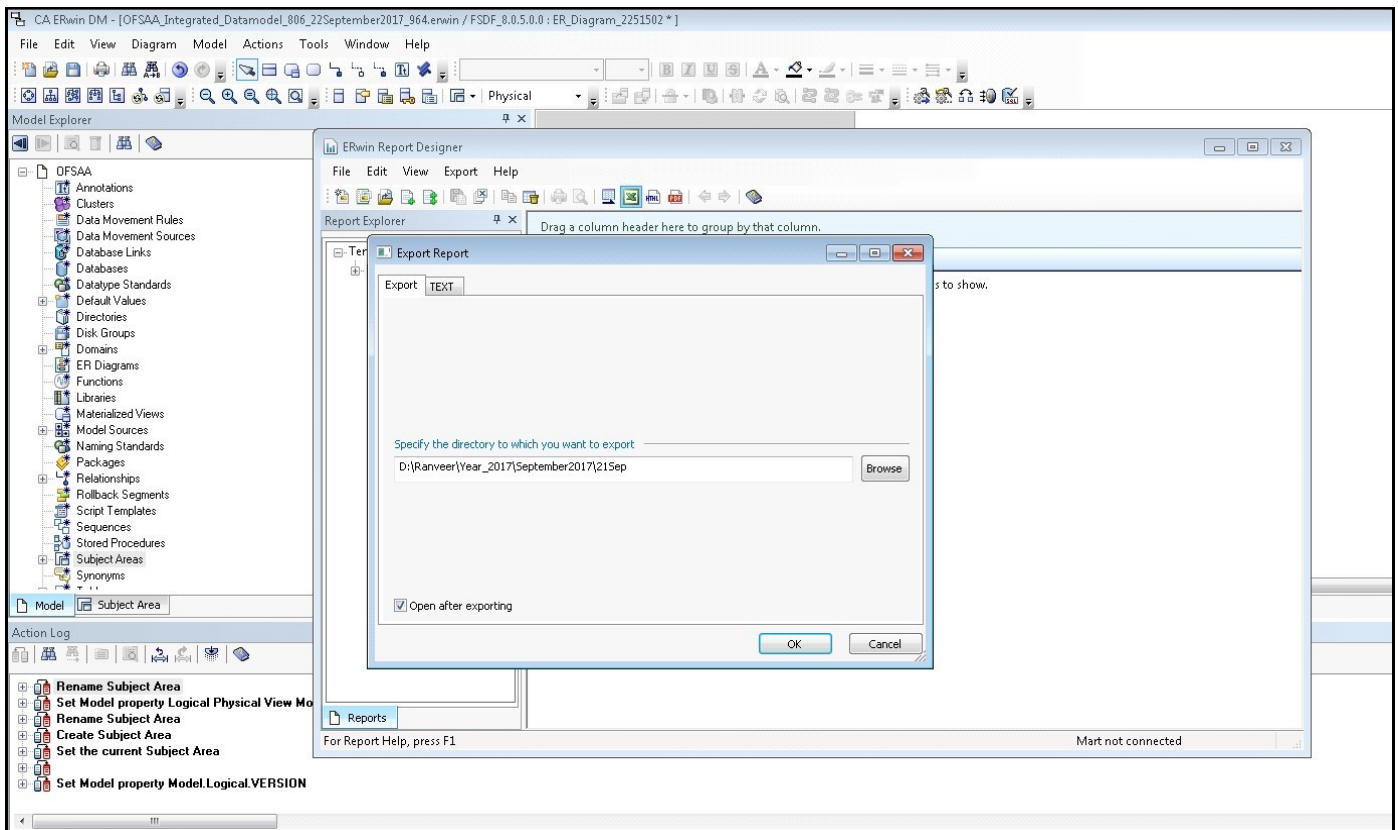 CA ERwin DM - [OFSAA_Integrated_Datamodel_806_22September2017_964.erwin / FSDF_8.0.5.0.0 : ER_Diagram_2251502 * ]
File Edit View Diagram Model Actions Tools Window Help
Physical
Model Explorer
OFSAA
Annotations
Clusters
Data Movement Rules
Data Movement Sources
Database Links
Databases
Datatype Standards
Default Values
Directories
Disk Groups
Domains
ER Diagrams
Functions
Libraries
Materialized Views
Model Sources
Naming Standards
Packages
Relationships
Rollback Segments
Script Templates
Sequences
Stored Procedures
Subject Areas
Synonyms
Model Subject Area
Action Log
Rename Subject Area
Set Model property Logical Physical View Mo
Rename Subject Area
Create Subject Area
Set the current Subject Area
Set Model property Model.Logical.VERSION
ERwin Report Designer
File Edit View Export Help
Report Explorer
Drag a column header here to group by that column.
Ter
s to show.
Export Report
Export TEXT
Specify the directory to which you want to export
D:\Ranveer\Year_2017\September2017\21Sep
Browse
Open after exporting
OK Cancel
Reports
For Report Help, press F1
Mart not connected